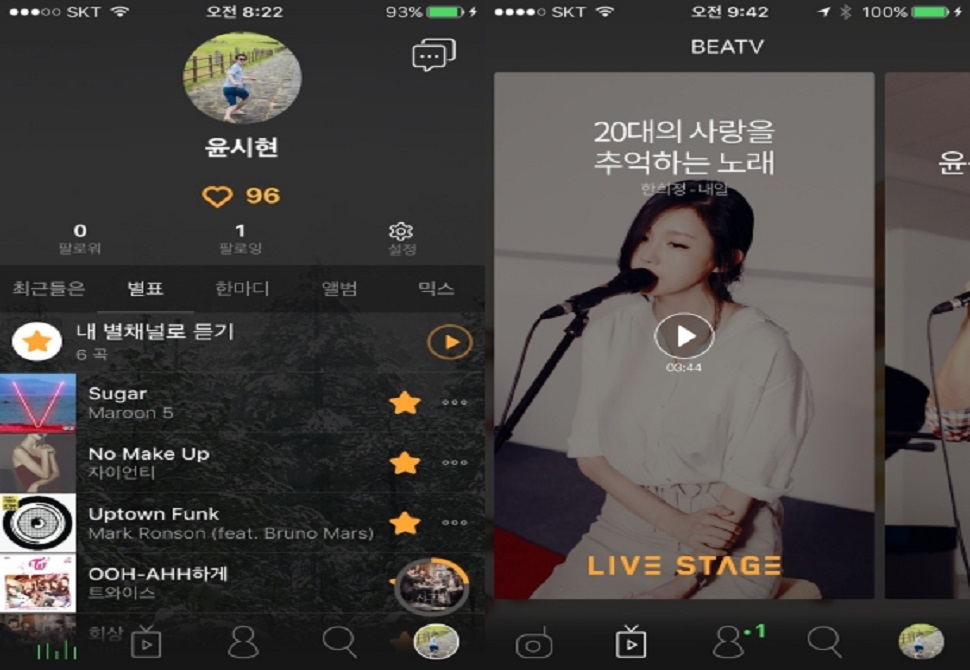 SKT
오전 8:22
93%
윤시현
96
0
팔로워
1
팔로잉
설정
최근들은 별표 한마디 앨범 믹스
내 별채널로 듣기
6 곡
Sugar
Maroon 5
No Make Up
자이언티
Uptown Funk
Mark Ronson (feat. Bruno Mars)
OOH-AHH하게
트와이스
회상
SKT
오전 9:42
100%
BEATV
20대의 사랑을
추억하는 노래
한희정 - 내일
03:44
LIVE STAGE
윤
1